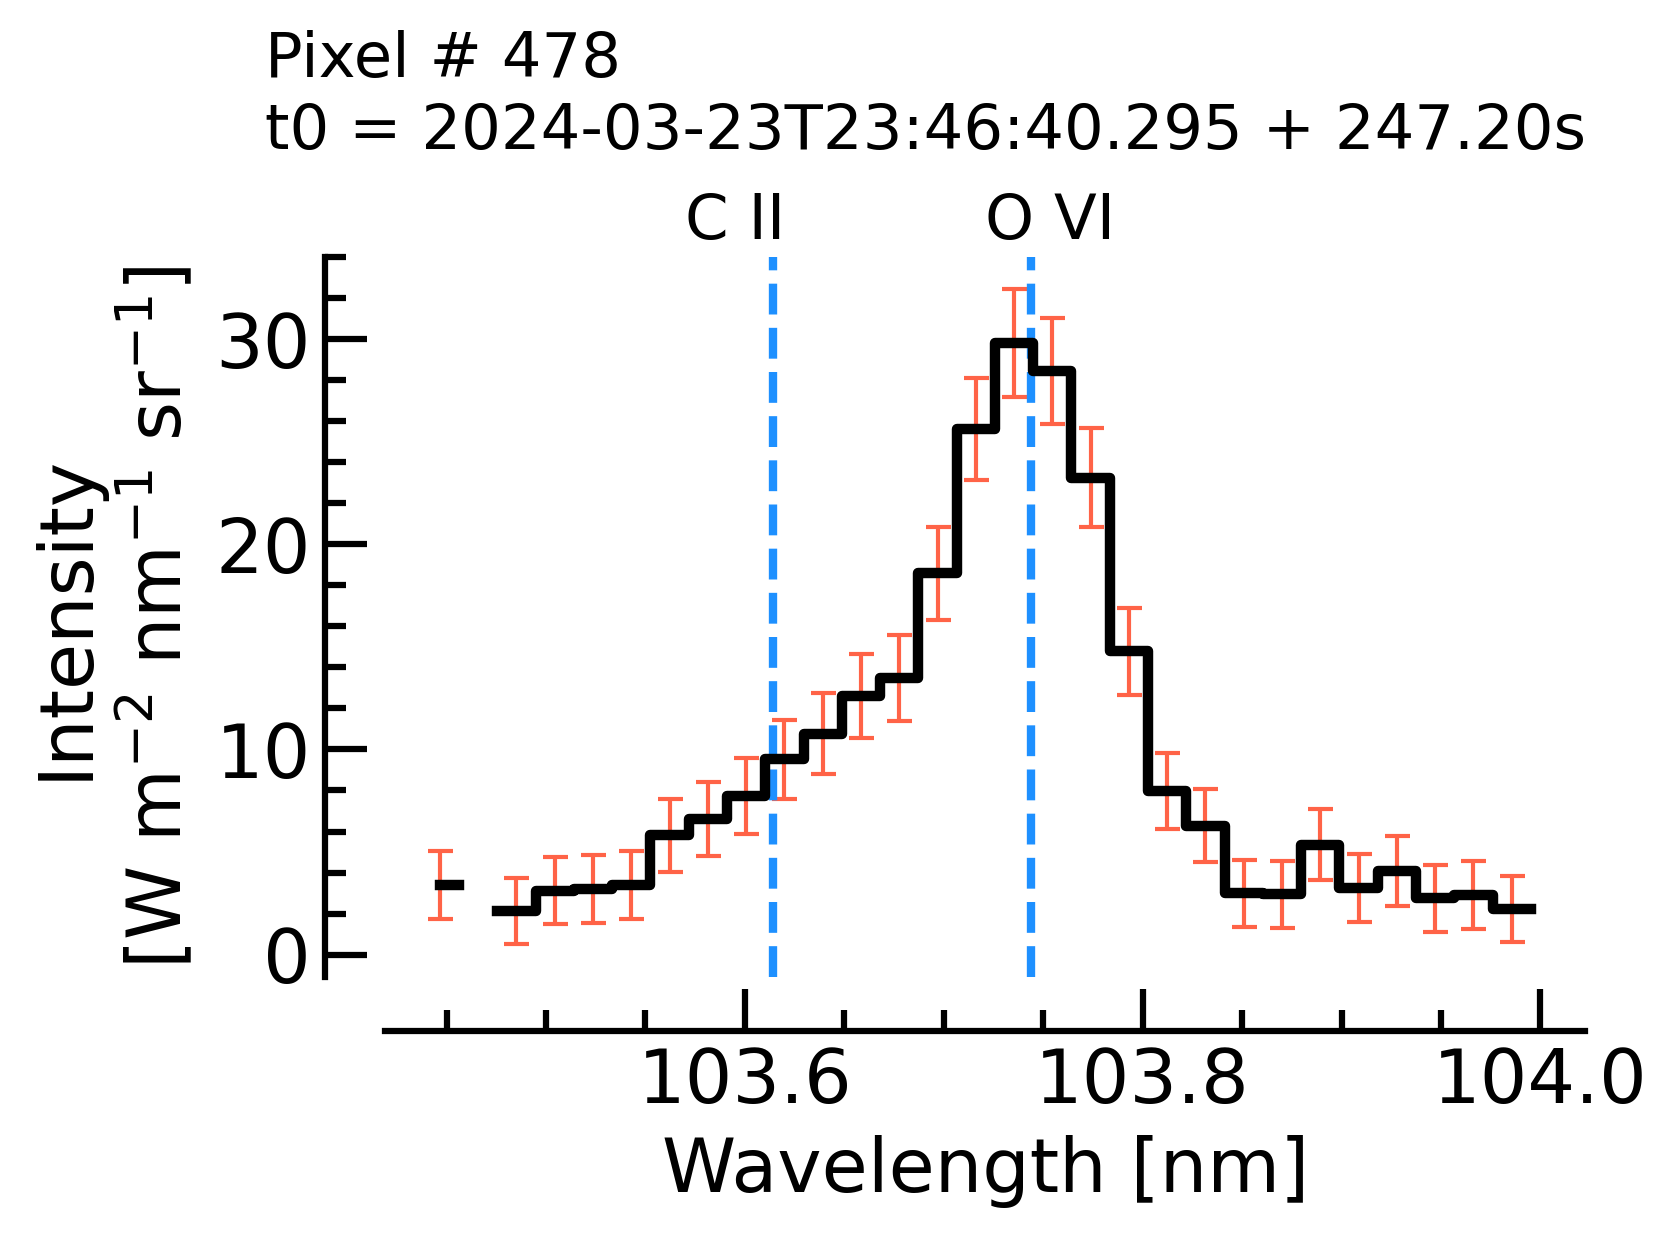 Pixel # 478
t0 = 2024-03-23T23:46:40.295 + 247.20s
C II
O VI
Intensity
[W m⁻² nm⁻¹ sr⁻¹]
30
20
10
0
103.6
103.8
104.0
Wavelength [nm]